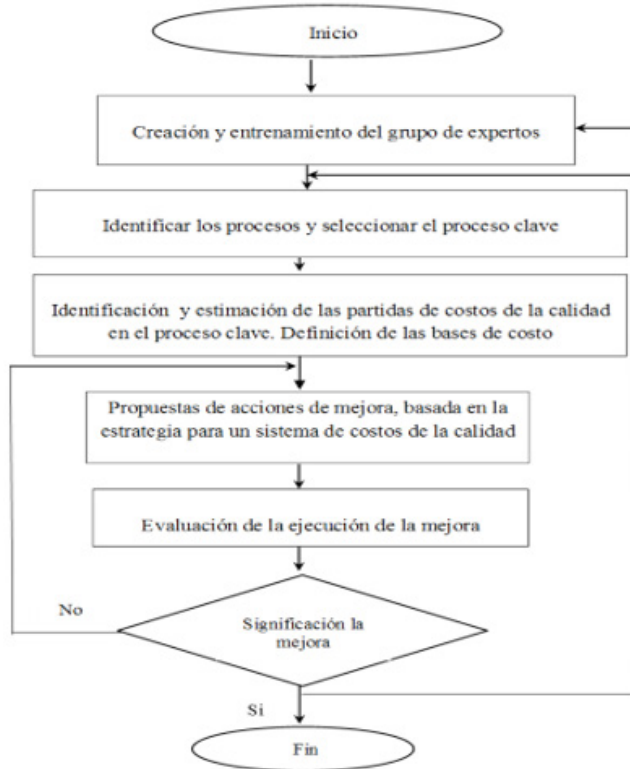 Inicio
Creación y entrenamiento del grupo de expertos
Identificar los procesos y seleccionar el proceso clave
Identificación y estimación de las partidas de costos de la calidad
en el proceso clave. Definición de las bases de costo
Propuestas de acciones de mejora, basada en la
estrategia para un sistema de costos de la calidad
Evaluación de la ejecución de la mejora
No
Significación la
mejora
Si
Fin